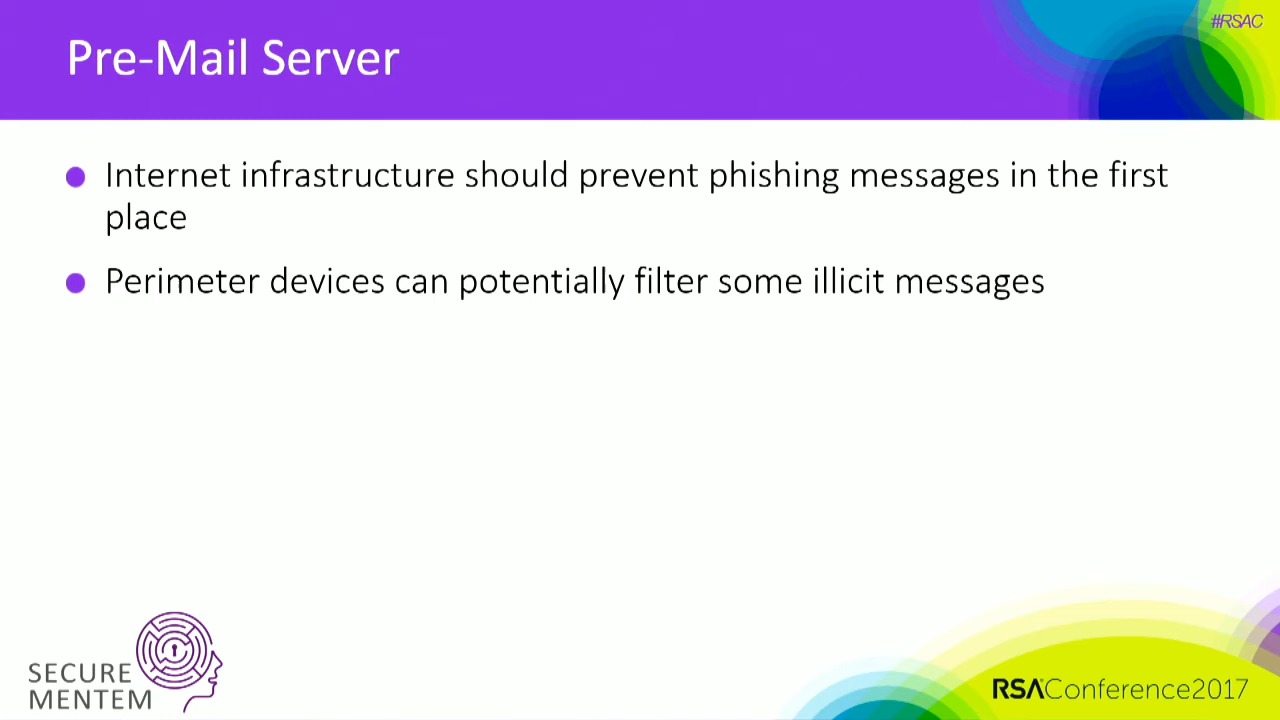 #RSAC
Pre-Mail Server
Internet infrastructure should prevent phishing messages in the first
place
Perimeter devices can potentially filter some illicit messages
SECURE
MENTEM
RSAConference2017